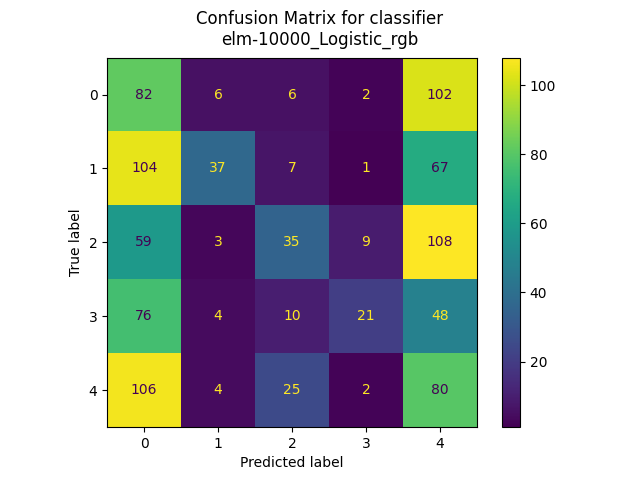 Confusion Matrix for classifier
elm-10000_Logistic_rgb
0 82 6 6 2 102
1 104 37 7 1 67
2 59 3 35 9 108
3 76 4 10 21 48
4 106 4 25 2 80
0 1 2 3 4
Predicted label
True label
100
80
60
40
20